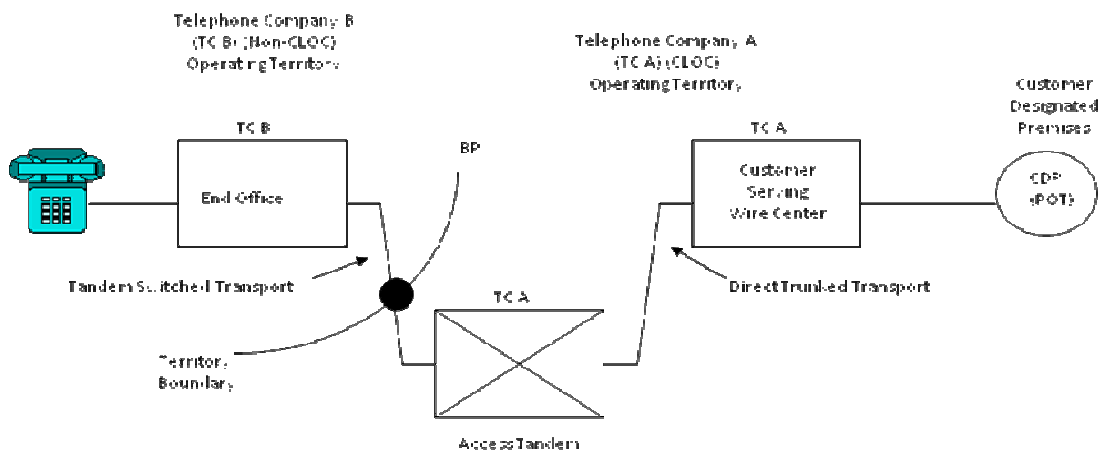 Telephone Company B
(TC B) (Non-CLOC)
Operating Territory
Telephone Company A
(TC A) (CLOC)
Operating Territory
Customer
Designated
Premises
TC B
End Office
BP
TC A
Customer
Serving
Wire Center
CDP
(POT)
Tandem Switched Transport
TC A
Direct Trunked Transport
Territory
Boundary
Access Tandem